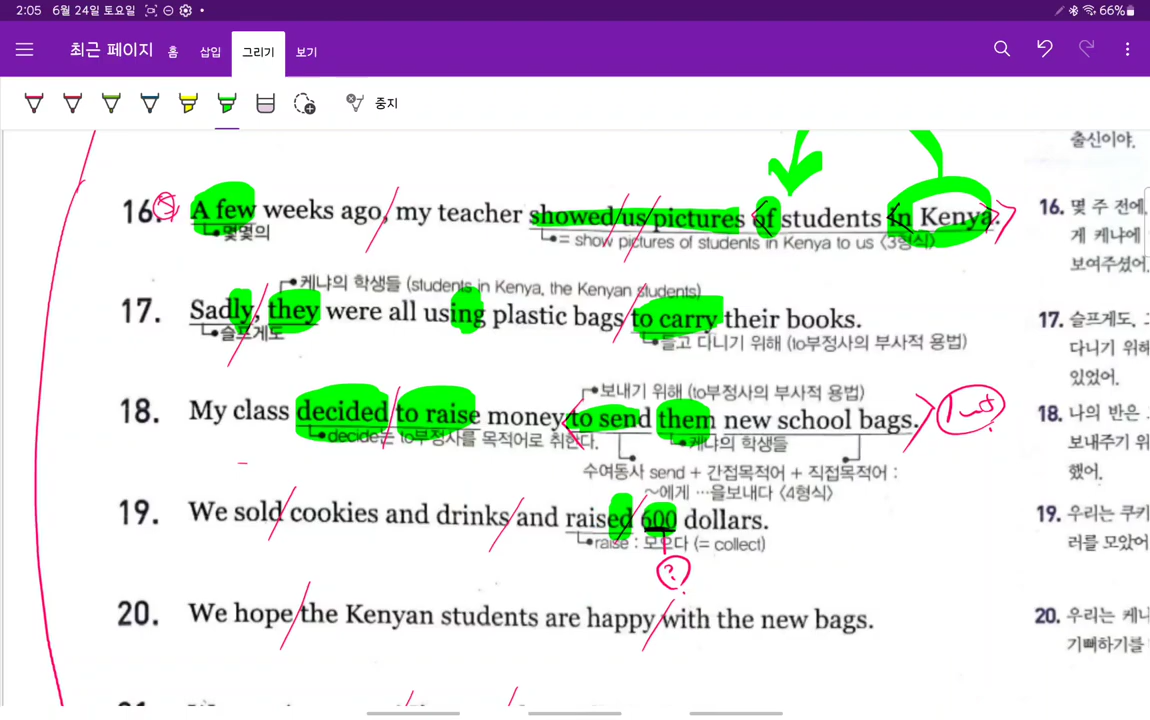 2:05 6월 24일 토요일 66%
최근 페이지 홈 삽입 그리기 보기
중지
출신이야.
16. A few weeks ago, my teacher showed us pictures of students in Kenya.
몇몇의
= show pictures of students in Kenya to us 〈3형식〉
16. 몇 주 전에,
게 케냐에
보여주셨어
케냐의 학생들 (students in Kenya, the Kenyan students)
17. Sadly, they were all using plastic bags to carry their books.
슬프게도
들고 다니기 위해 (to부정사의 부사적 용법)
17. 슬프게도,
다니기 위해
있었어.
보내기 위해 (to부정사의 부사적 용법)
18. My class decided to raise money to send them new school bags.
decide는 to부정사를 목적어로 취한다.
케냐의 학생들
수여동사 send + 간접목적어 + 직접목적어 :
~에게 …을보내다 〈4형식〉
18. 나의 반은
보내주기 위
했어.
19. We sold cookies and drinks and raised 600 dollars.
raise : 모으다 (= collect)
?
19. 우리는 쿠키
러를 모았어
20. We hope the Kenyan students are happy with the new bags.
20. 우리는 케냐
기뻐하기를